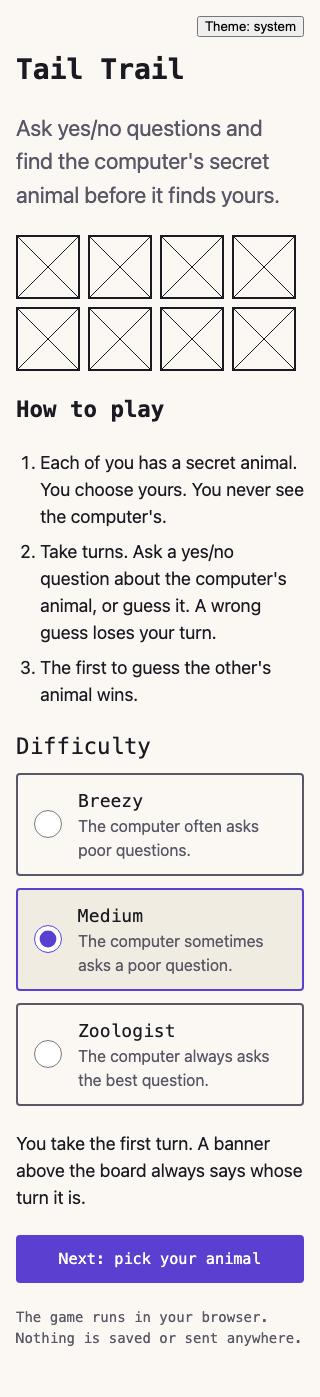 Theme: system
Tail Trail
Ask yes/no questions and
find the computer's secret
animal before it finds yours.
How to play
1. Each of you has a secret animal.
You choose yours. You never see
the computer's.
2. Take turns. Ask a yes/no
question about the computer's
animal, or guess it. A wrong
guess loses your turn.
3. The first to guess the other's
animal wins.
Difficulty
Breezy
The computer often asks
poor questions.
Medium
The computer sometimes
asks a poor question.
Zoologist
The computer always asks
the best question.
You take the first turn. A banner
above the board always says whose
turn it is.
Next: pick your animal
The game runs in your browser.
Nothing is saved or sent anywhere.